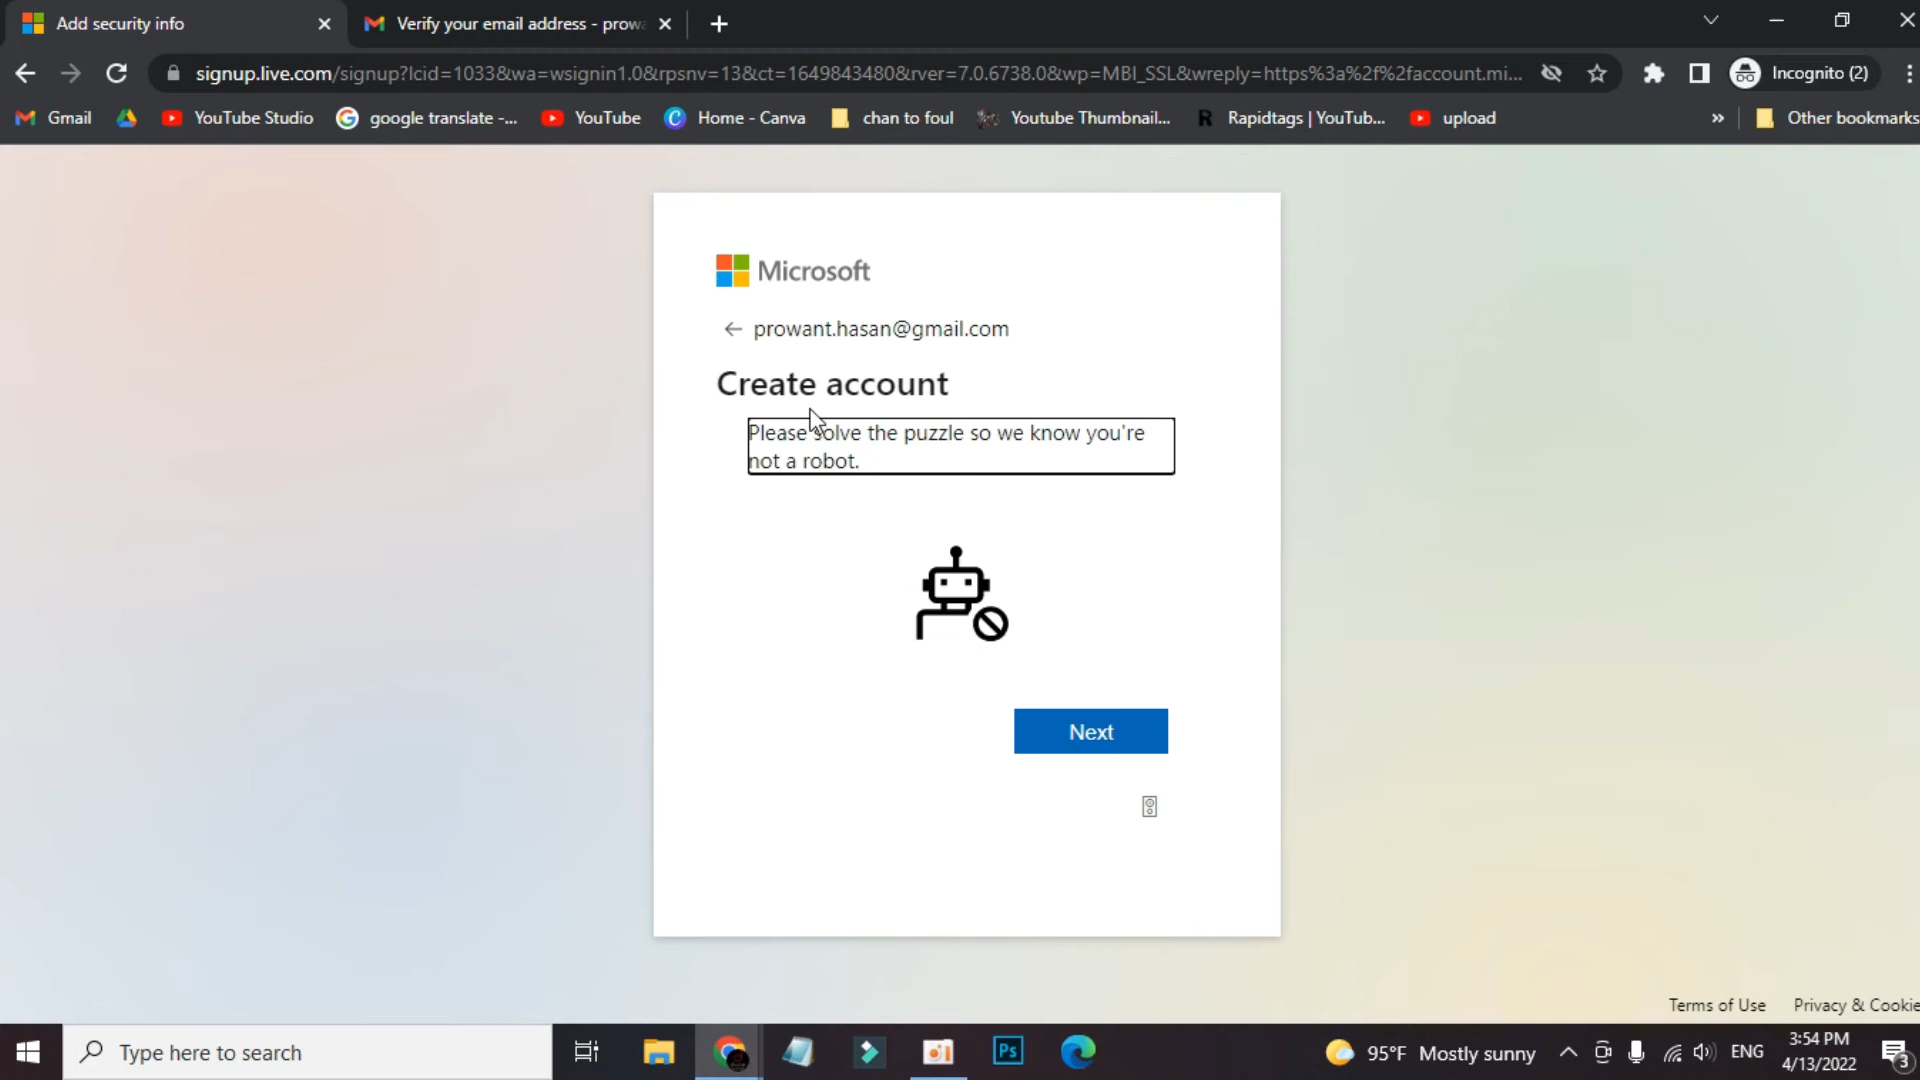 Add security info
Verify your email address - prowa
signup.live.com/signup?lcid=1033&wa=wsignin1.0&rpsnv=13&ct=1649843480&rver=7.0.6738.0&wp=MBI_SSL&wreply=https%3a%2f%2faccount.mi...
Incognito (2)
Gmail
YouTube Studio
google translate -...
YouTube
Home - Canva
chan to foul
Youtube Thumbnail...
Rapidtags | YouTub...
upload
»
Other bookmarks
Microsoft
prowant.hasan@gmail.com
Create account
Please solve the puzzle so we know you're
not a robot.
Next
Terms of Use
Privacy & Cookie
Type here to search
Ps
95°F Mostly sunny
ENG
3:54 PM
4/13/2022
3